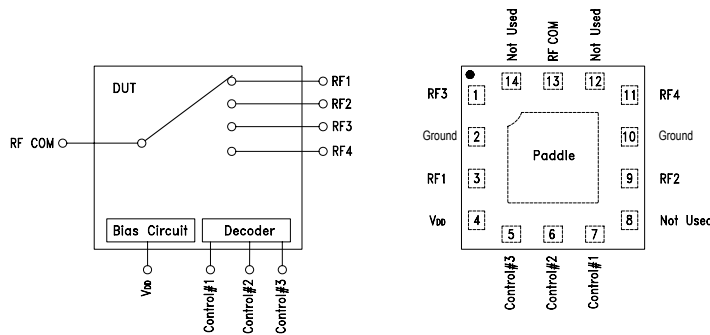 DUT
RF COM
RF1
RF2
RF3
RF4
Bias Circuit
Decoder
VDD
Control#1
Control#2
Control#3
Not Used
RF COM
Not Used
14
13
12
RF3
1
11
RF4
Ground
2
10
Ground
Paddle
RF1
3
9
RF2
VDD
4
8
Not Used
5
6
7
Control#3
Control#2
Control#1